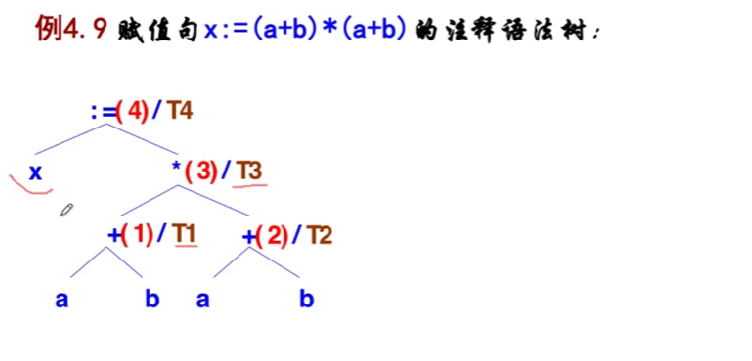 例4.9 赋值句x:=(a+b)*(a+b)的注释语法树:
:=(4)/T4
x
*(3)/T3
+(1)/T1 +(2)/T2
a b a b